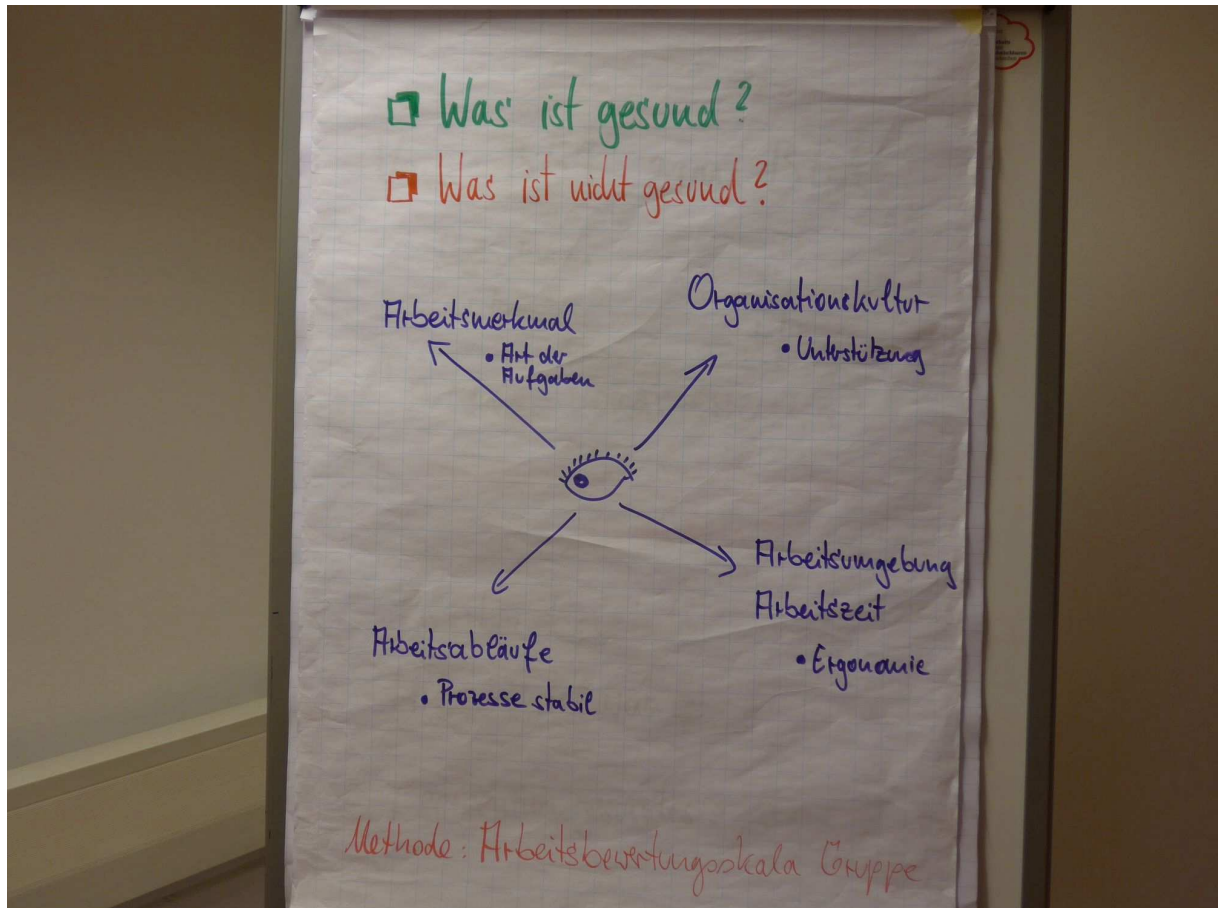 Was ist gesund?
Was ist nicht gesund?
Arbeitsmerkmal
• Art der
Aufgaben
Organisationskultur
• Unterstützung
Arbeitsabläufe
• Prozesse stabil
Arbeitsumgebung
Arbeitszeit
• Ergonomie
Methode: Arbeitsbewertungsskala Gruppe